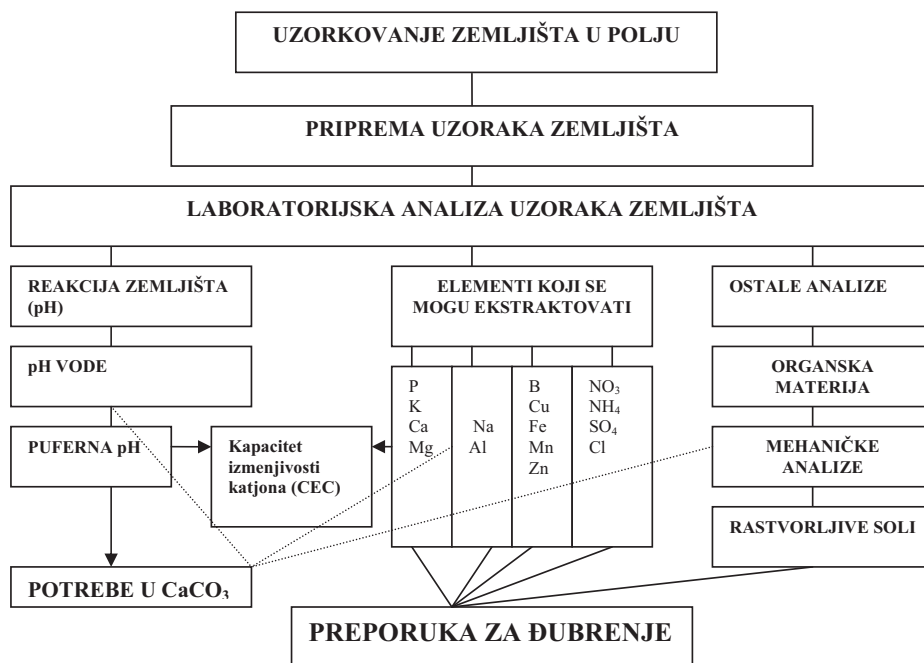 UZORKOVANJE ZEMLJIŠTA U POLJU
PRIPREMA UZORAKA ZEMLJIŠTA
LABORATORIJSKA ANALIZA UZORAKA ZEMLJIŠTA
REAKCIJA ZEMLJIŠTA
(pH)
pH VODE
PUFERNA pH
Kapacitet
izmenjivosti
katjona (CEC)
POTREBE U CaCO₃
ELEMENTI KOJI SE
MOGU EKSTRAKTOVATI
P
K
Ca
Mg
Na
Al
B
Cu
Fe
Mn
Zn
NO₃
NH₄
SO₄
Cl
OSTALE ANALIZE
ORGANSKA
MATERIJA
MEHANIČKE
ANALIZE
RASTVORLJIVE SOLI
PREPORUKA ZA ĐUBRENJE